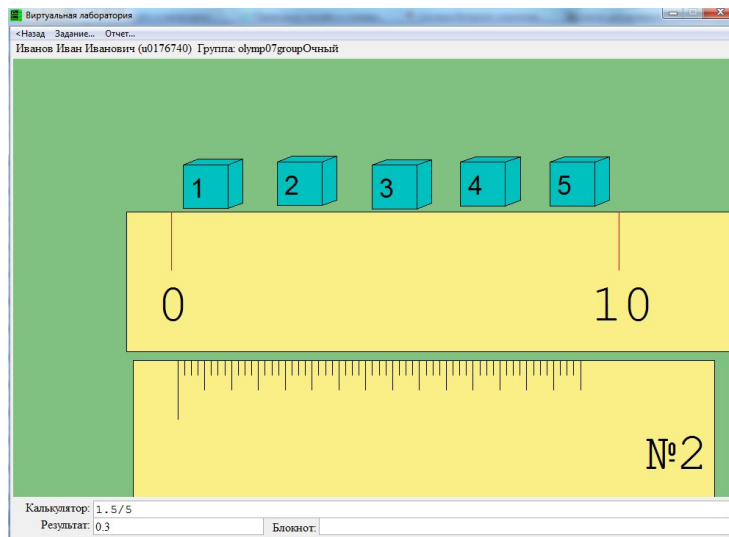 Виртуальная лаборатория
<Назад Задание... Отчет...
Иванов Иван Иванович (u0176740) Группа: olymp07groupОчный
1 2 3 4 5
0 10
№2
Калькулятор: 1.5/5
Результат: 0.3 Блокнот: